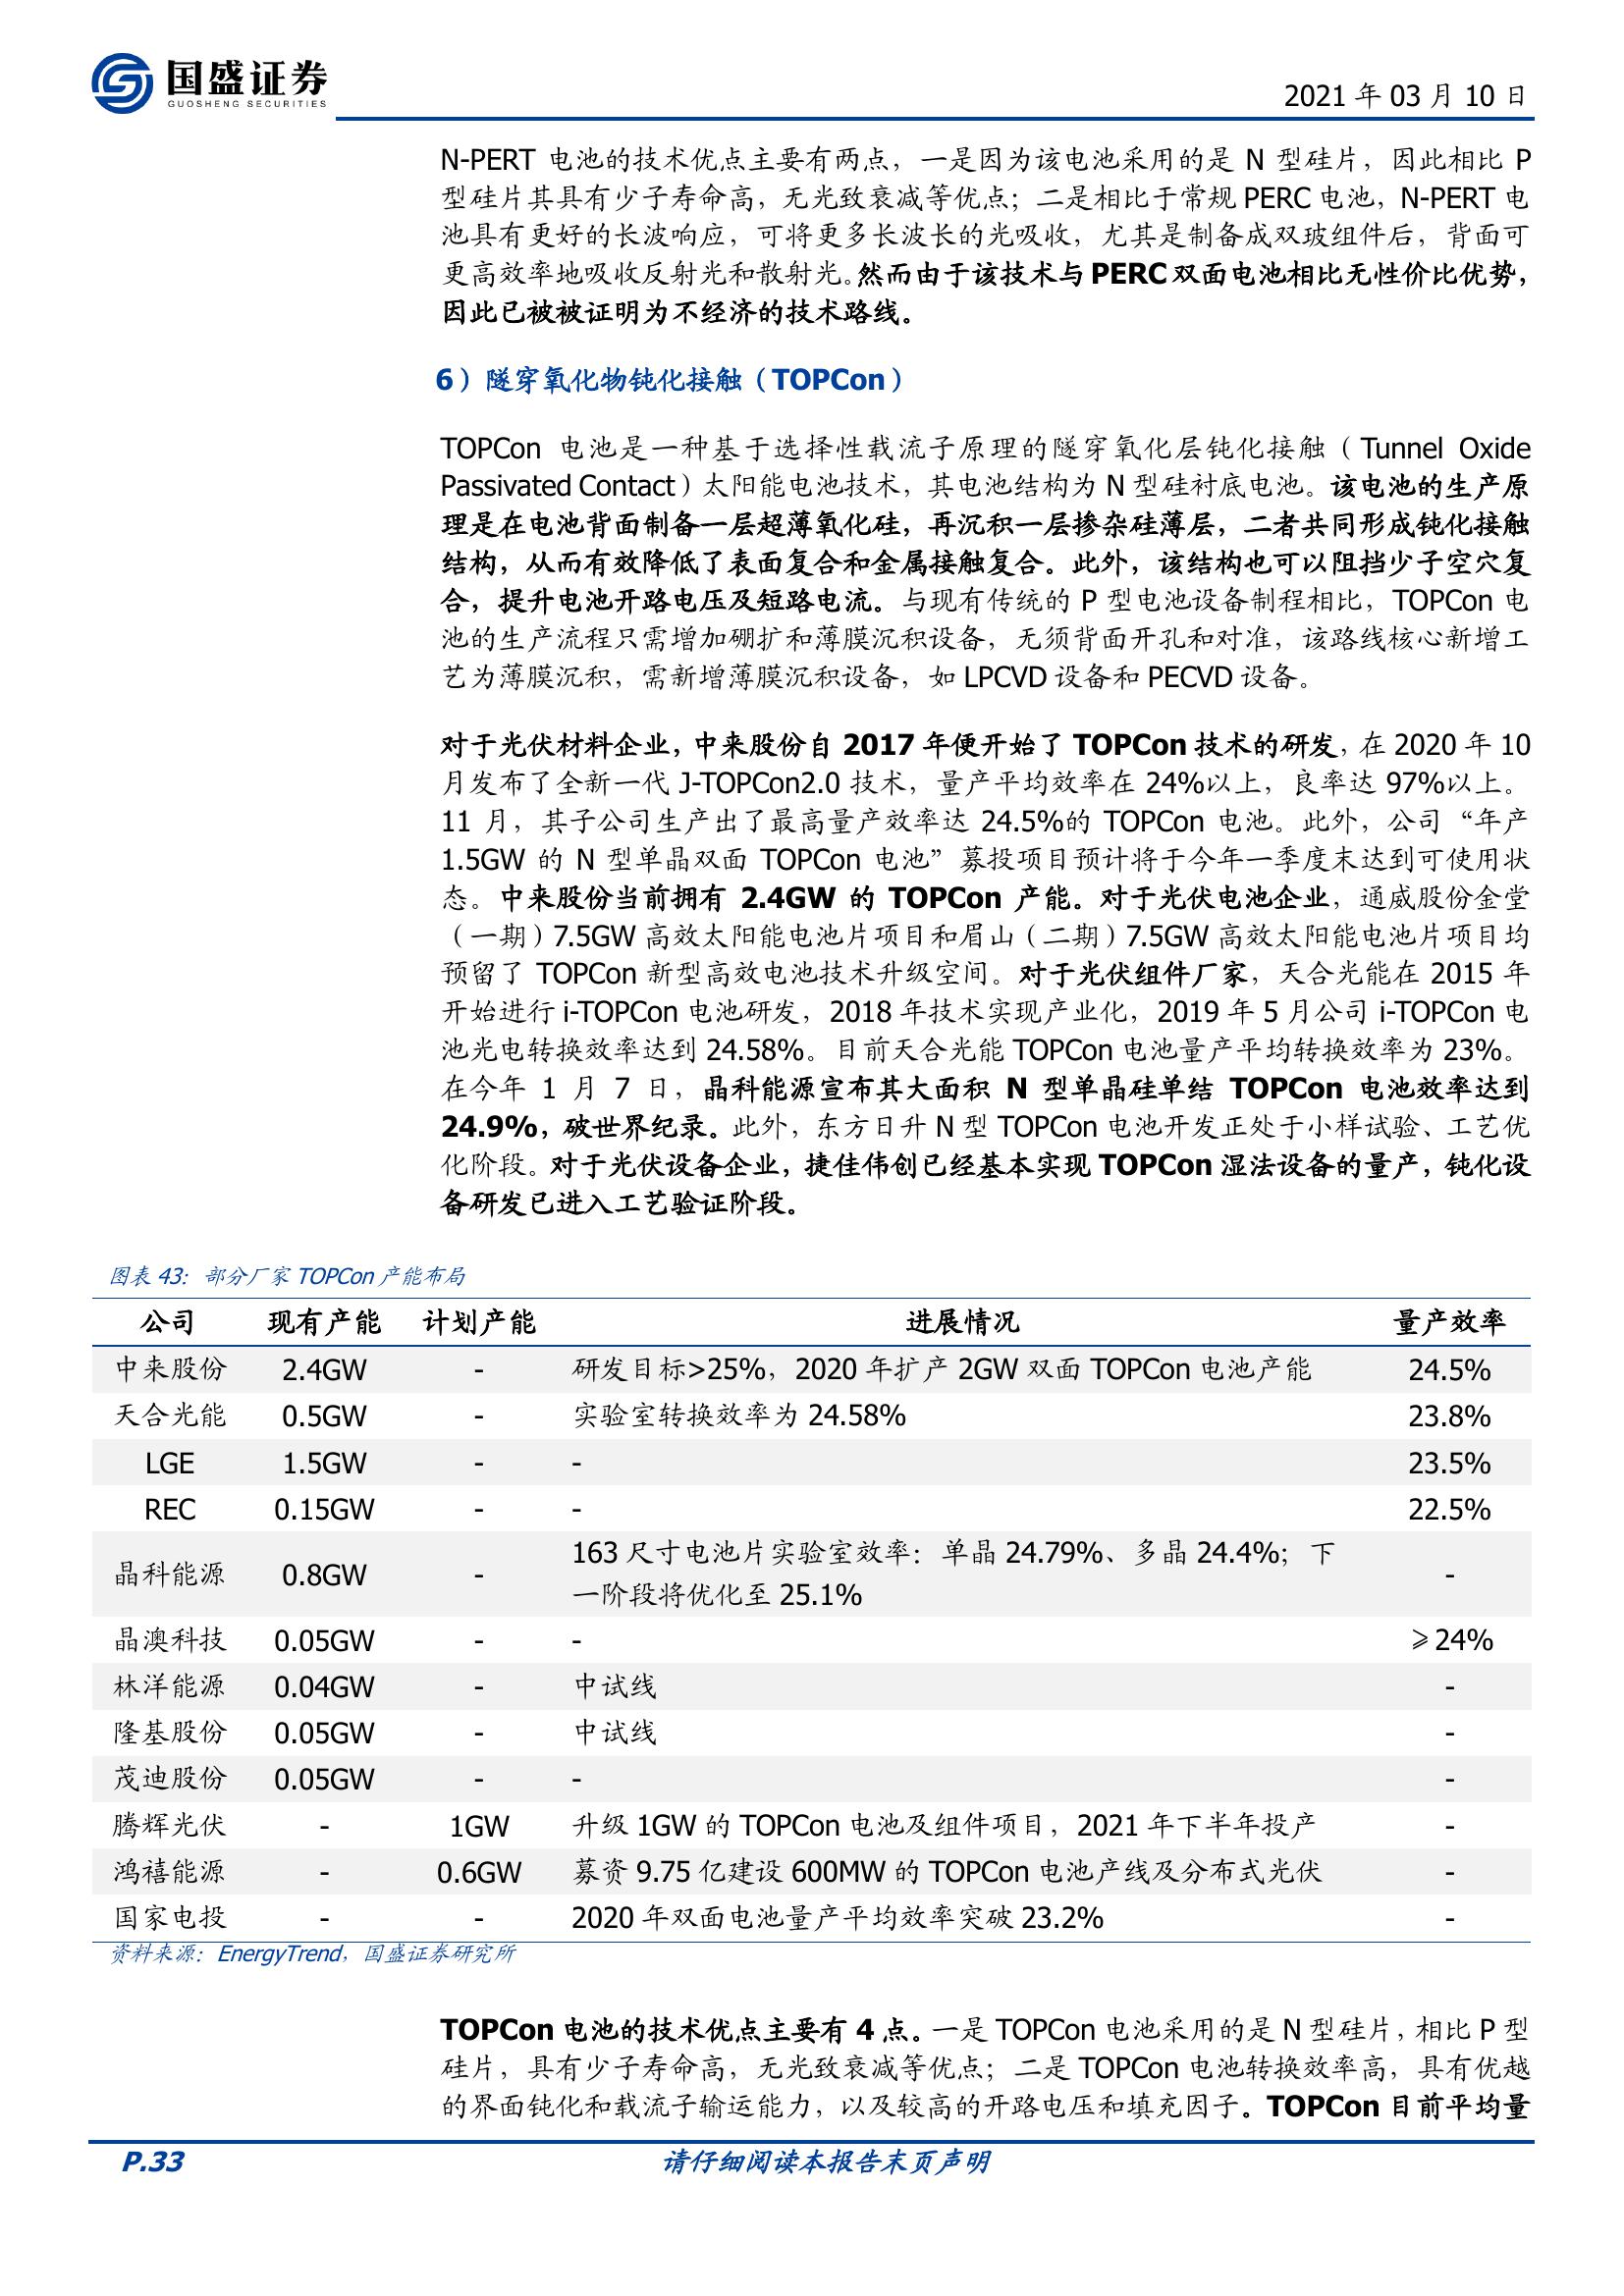 国盛证券
GUOSHENG SECURITIES
2021 年 03 月 10 日
N-PERT 电池的技术优点主要有两点，一是因为该电池采用的是 N 型硅片，因此相比 P
型硅片其具有少子寿命高，无光致衰减等优点；二是相比于常规 PERC 电池，N-PERT 电
池具有更好的长波响应，可将更多长波长的光吸收，尤其是制备成双玻组件后，背面可
更高效率地吸收反射光和散射光。然而由于该技术与 PERC 双面电池相比无性价比优势，
因此已被被证明为不经济的技术路线。
6）隧穿氧化物钝化接触（TOPCon）
TOPCon 电池是一种基于选择性载流子原理的隧穿氧化层钝化接触（Tunnel Oxide
Passivated Contact）太阳能电池技术，其电池结构为 N 型硅衬底电池。该电池的生产原
理是在电池背面制备一层超薄氧化硅，再沉积一层掺杂硅薄层，二者共同形成钝化接触
结构，从而有效降低了表面复合和金属接触复合。此外，该结构也可以阻挡少子空穴复
合，提升电池开路电压及短路电流。与现有传统的 P 型电池设备制程相比，TOPCon 电
池的生产流程只需增加硼扩和薄膜沉积设备，无须背面开孔和对准，该路线核心新增工
艺为薄膜沉积，需新增薄膜沉积设备，如 LPCVD 设备和 PECVD 设备。
对于光伏材料企业，中来股份自 2017 年便开始了 TOPCon 技术的研发，在 2020 年 10
月发布了全新一代 J-TOPCon2.0 技术，量产平均效率在 24%以上，良率达 97%以上。
11 月，其子公司生产出了最高量产效率达 24.5%的 TOPCon 电池。此外，公司“年产
1.5GW 的 N 型单晶双面 TOPCon 电池”募投项目预计将于今年一季度末达到可使用状
态。中来股份当前拥有 2.4GW 的 TOPCon 产能。对于光伏电池企业，通威股份金堂
（一期）7.5GW 高效太阳能电池片项目和眉山（二期）7.5GW 高效太阳能电池片项目均
预留了 TOPCon 新型高效电池技术升级空间。对于光伏组件厂家，天合光能在 2015 年
开始进行 i-TOPCon 电池研发，2018 年技术实现产业化，2019 年 5 月公司 i-TOPCon 电
池光电转换效率达到 24.58%。目前天合光能 TOPCon 电池量产平均转换效率为 23%。
在今年 1 月 7 日，晶科能源宣布其大面积 N 型单晶硅单结 TOPCon 电池效率达到
24.9%，破世界纪录。此外，东方日升 N 型 TOPCon 电池开发正处于小样试验、工艺优
化阶段。对于光伏设备企业，捷佳伟创已经基本实现 TOPCon 湿法设备的量产，钝化设
备研发已进入工艺验证阶段。
图表 43：部分厂家 TOPCon 产能布局
公司 现有产能 计划产能 进展情况 量产效率
中来股份 2.4GW - 研发目标>25%，2020 年扩产 2GW 双面 TOPCon 电池产能 24.5%
天合光能 0.5GW - 实验室转换效率为 24.58% 23.8%
LGE 1.5GW - - 23.5%
REC 0.15GW - - 22.5%
晶科能源 0.8GW - 163 尺寸电池片实验室效率：单晶 24.79%、多晶 24.4%；下 -
一阶段将优化至 25.1%
晶澳科技 0.05GW - - ≥24%
林洋能源 0.04GW - 中试线 -
隆基股份 0.05GW - 中试线 -
茂迪股份 0.05GW - - -
腾辉光伏 - 1GW 升级 1GW 的 TOPCon 电池及组件项目，2021 年下半年投产 -
鸿禧能源 - 0.6GW 募资 9.75 亿建设 600MW 的 TOPCon 电池产线及分布式光伏 -
国家电投 - - 2020 年双面电池量产平均效率突破 23.2% -
资料来源：EnergyTrend，国盛证券研究所
TOPCon 电池的技术优点主要有 4 点。一是 TOPCon 电池采用的是 N 型硅片，相比 P 型
硅片，具有少子寿命高，无光致衰减等优点；二是 TOPCon 电池转换效率高，具有优越
的界面钝化和载流子输运能力，以及较高的开路电压和填充因子。TOPCon 目前平均量
P.33 请仔细阅读本报告末页声明